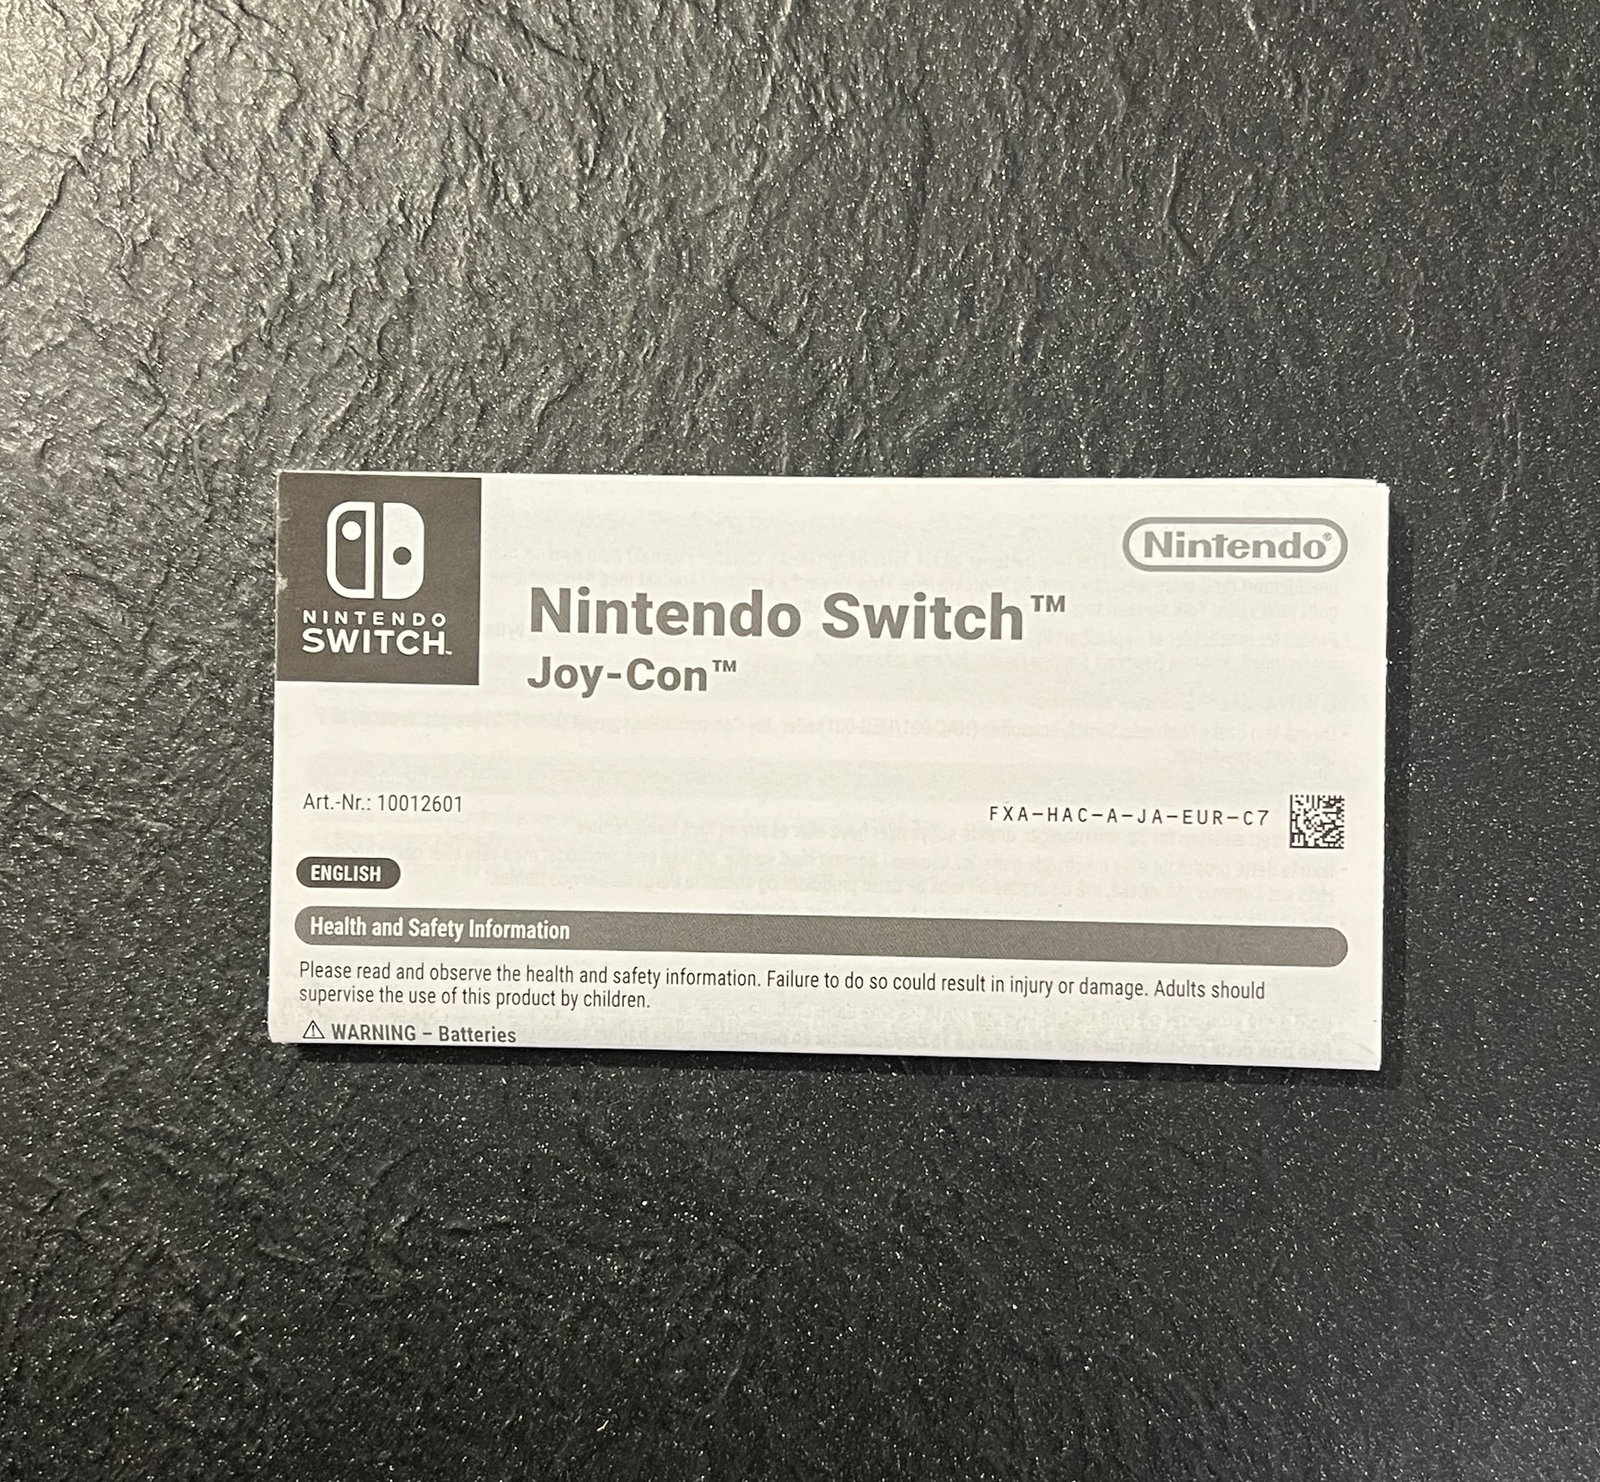 NINTENDO
SWITCH™
Nintendo®
Nintendo Switch™
Joy-Con™
Art.-Nr.: 10012601
FXA-HAC-A-JA-EUR-C7
ENGLISH
Health and Safety Information
Please read and observe the health and safety information. Failure to do so could result in injury or damage. Adults should
supervise the use of this product by children.
⚠ WARNING – Batteries